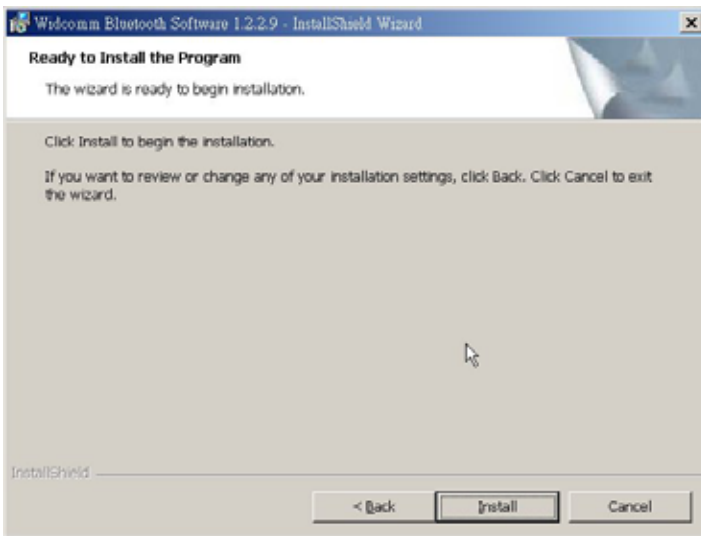 Widcomm Bluetooth Software 1.2.2.9 - InstallShield Wizard
Ready to Install the Program
The wizard is ready to begin installation.
Click Install to begin the installation.
If you want to review or change any of your installation settings, click Back. Click Cancel to exit
the wizard.
InstallShield
< Back
Install
Cancel